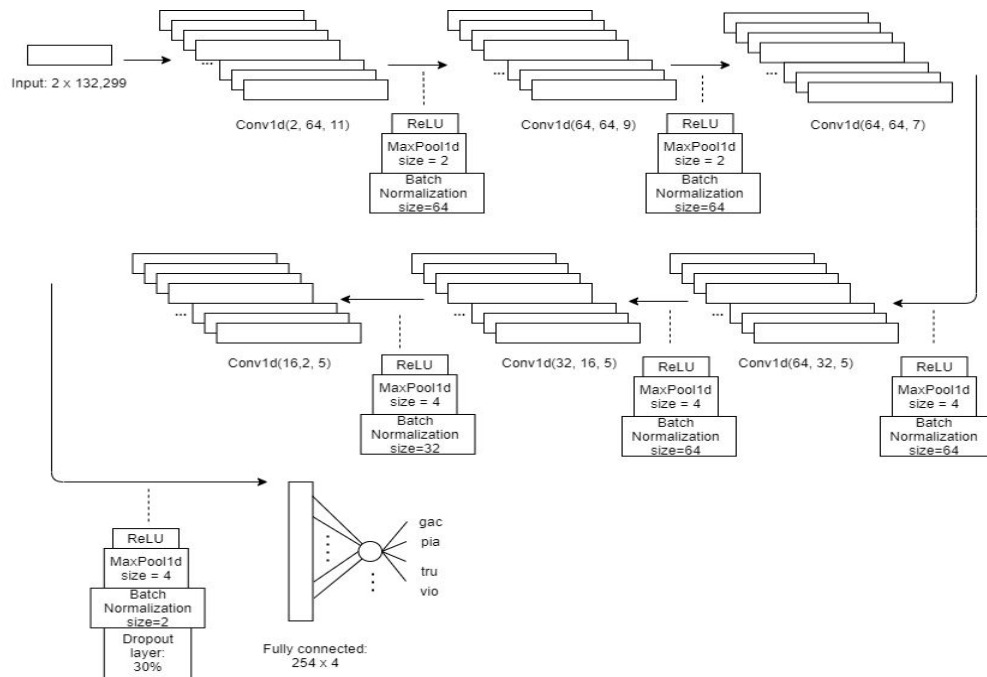 Input: 2 x 132,299
...
Conv1d(2, 64, 11)
ReLU
MaxPool1d
size = 2
Batch
Normalization
size=64
...
Conv1d(64, 64, 9)
ReLU
MaxPool1d
size = 2
Batch
Normalization
size=64
...
Conv1d(64, 64, 7)
ReLU
MaxPool1d
size = 4
Batch
Normalization
size=64
...
Conv1d(64, 32, 5)
ReLU
MaxPool1d
size = 4
Batch
Normalization
size=64
...
Conv1d(32, 16, 5)
ReLU
MaxPool1d
size = 4
Batch
Normalization
size=32
...
Conv1d(16,2, 5)
ReLU
MaxPool1d
size = 4
Batch
Normalization
size=2
Dropout
layer:
30%
Fully connected:
254 x 4
gac
pia
tru
vio